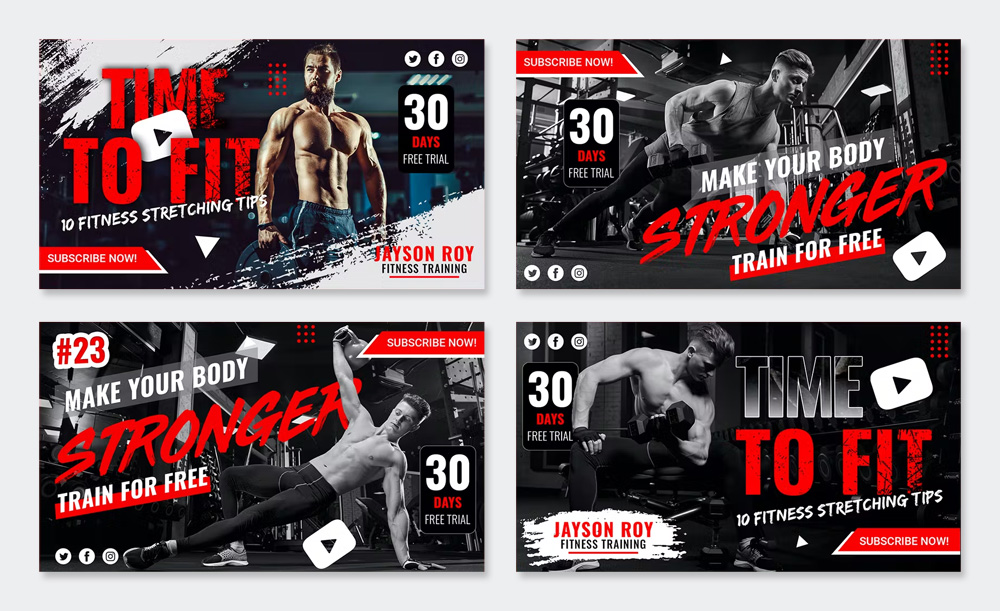 TIME
TO FIT
10 FITNESS STRETCHING TIPS
SUBSCRIBE NOW!
30
DAYS
FREE TRIAL
JAYSON ROY
FITNESS TRAINING
SUBSCRIBE NOW!
30
DAYS
FREE TRIAL
MAKE YOUR BODY
STRONGER
TRAIN FOR FREE
#23
MAKE YOUR BODY
STRONGER
TRAIN FOR FREE
SUBSCRIBE NOW!
30
DAYS
FREE TRIAL
30
DAYS
FREE TRIAL
TIME
TO FIT
10 FITNESS STRETCHING TIPS
JAYSON ROY
FITNESS TRAINING
SUBSCRIBE NOW!